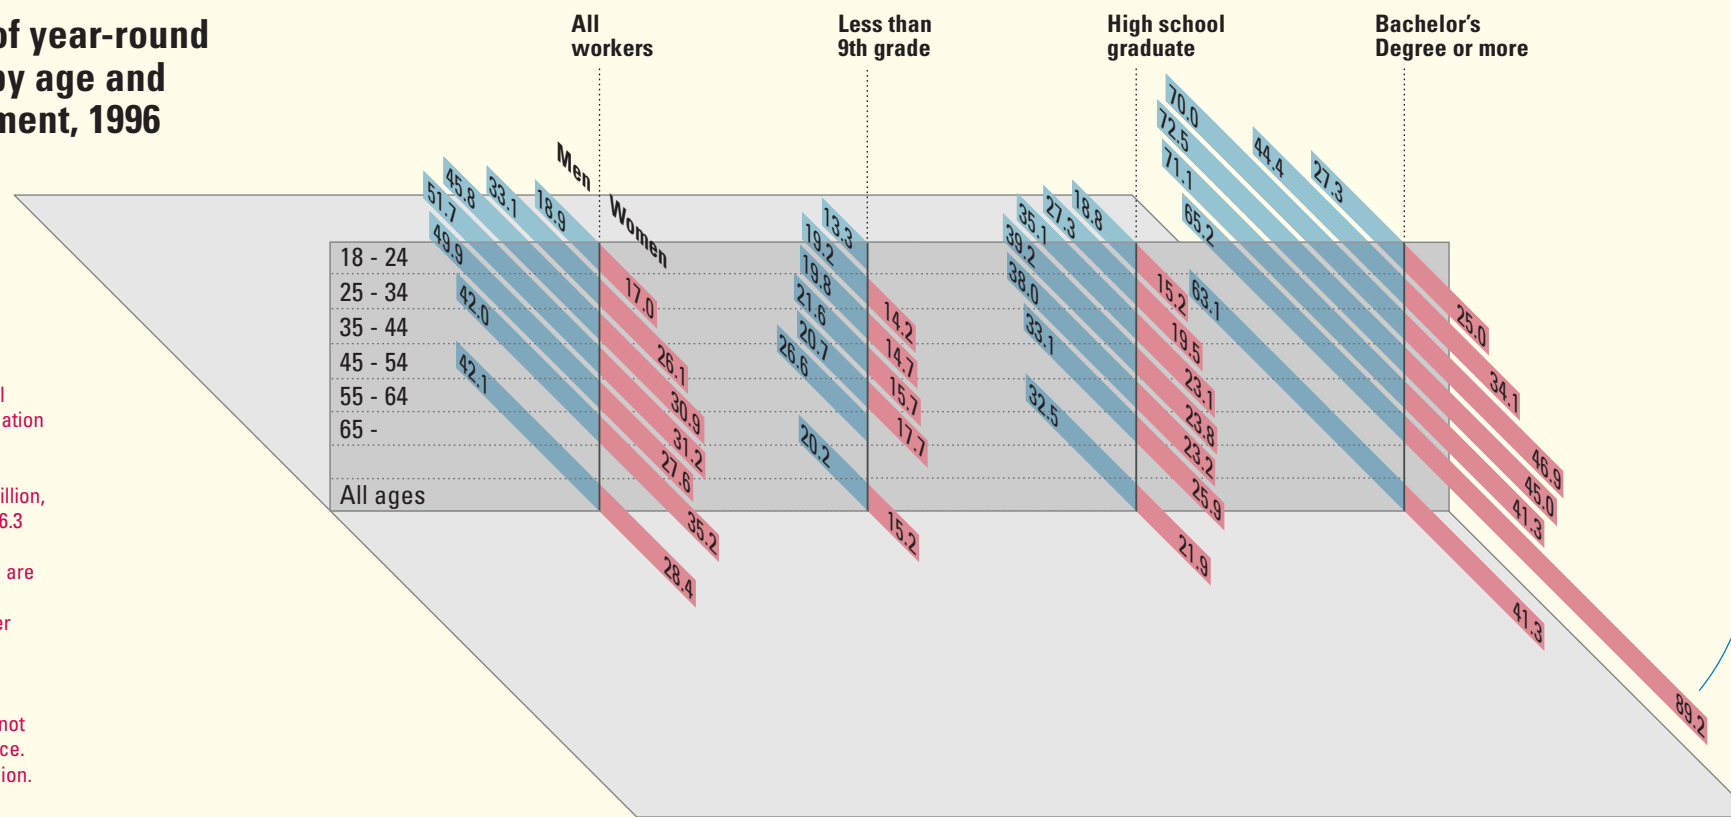 of year-round
by age and
ment, 1996
All
workers
Less than
9th grade
High school
graduate
Bachelor's
Degree or more
Men
Women
18 - 24
25 - 34
35 - 44
45 - 54
55 - 64
65 -
All ages
18.9
33.1
45.8
51.7
49.9
42.0
42.1
17.0
26.1
30.9
31.2
27.6
35.2
28.4
13.3
19.2
19.8
21.6
20.7
26.6
20.2
14.2
14.7
15.7
17.7
15.2
18.8
27.3
35.1
39.2
38.0
33.1
32.5
15.2
19.5
23.1
23.8
23.2
25.9
21.9
27.3
44.4
70.0
72.5
71.1
65.2
63.1
25.0
34.1
46.9
45.0
41.3
89.2
41.3
l
ation
illion,
6.3
are
er
not
ce.
ion.